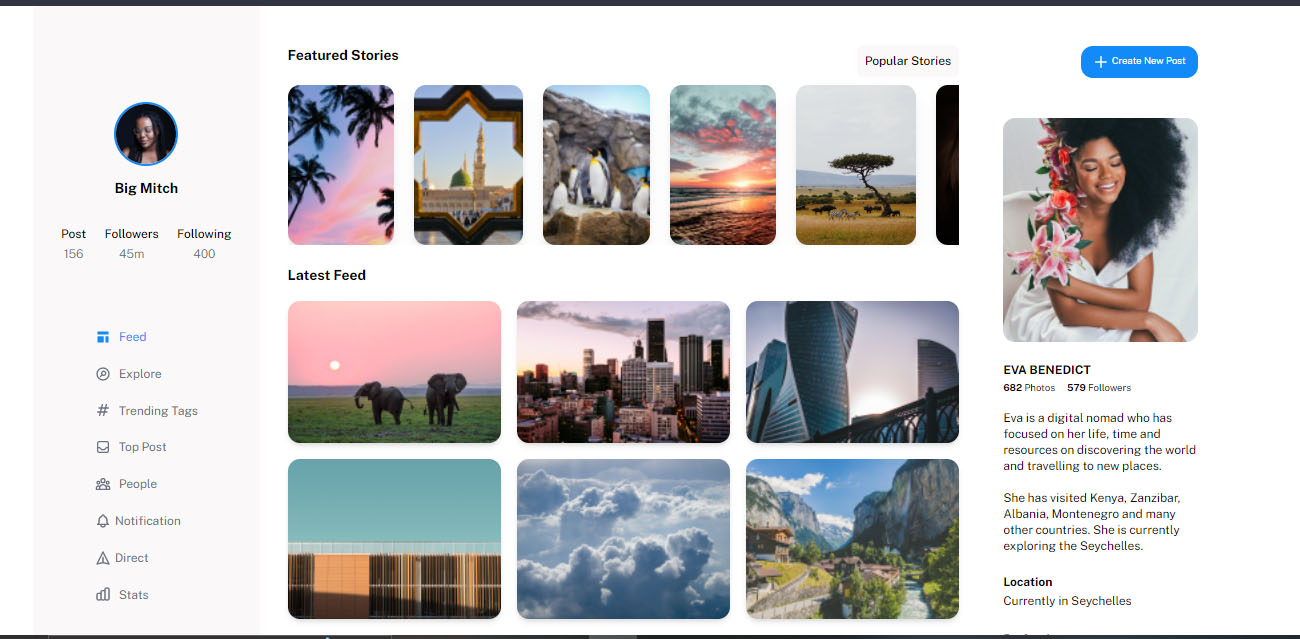 Big Mitch
Post Followers Following
156 45m 400
Feed
Explore
Trending Tags
Top Post
People
Notification
Direct
Stats
Featured Stories
Popular Stories
Latest Feed
Create New Post
EVA BENEDICT
682 Photos 579 Followers
Eva is a digital nomad who has
focused on her life, time and
resources on discovering the world
and travelling to new places.
She has visited Kenya, Zanzibar,
Albania, Montenegro and many
other countries. She is currently
exploring the Seychelles.
Location
Currently in Seychelles